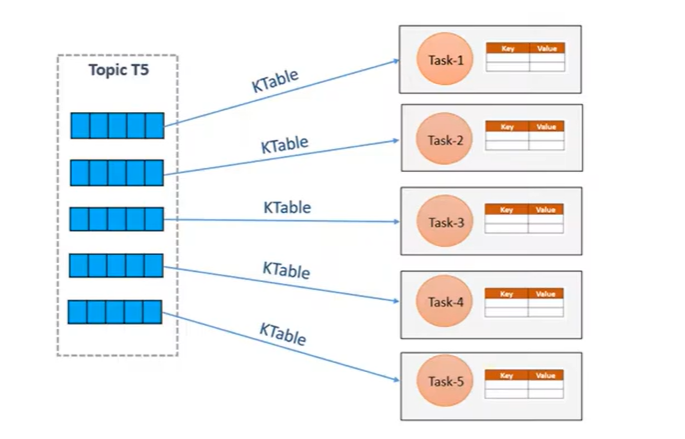 Topic T5
KTable
Task-1
Key Value
KTable
Task-2
Key Value
KTable
Task-3
Key Value
KTable
Task-4
Key Value
KTable
Task-5
Key Value